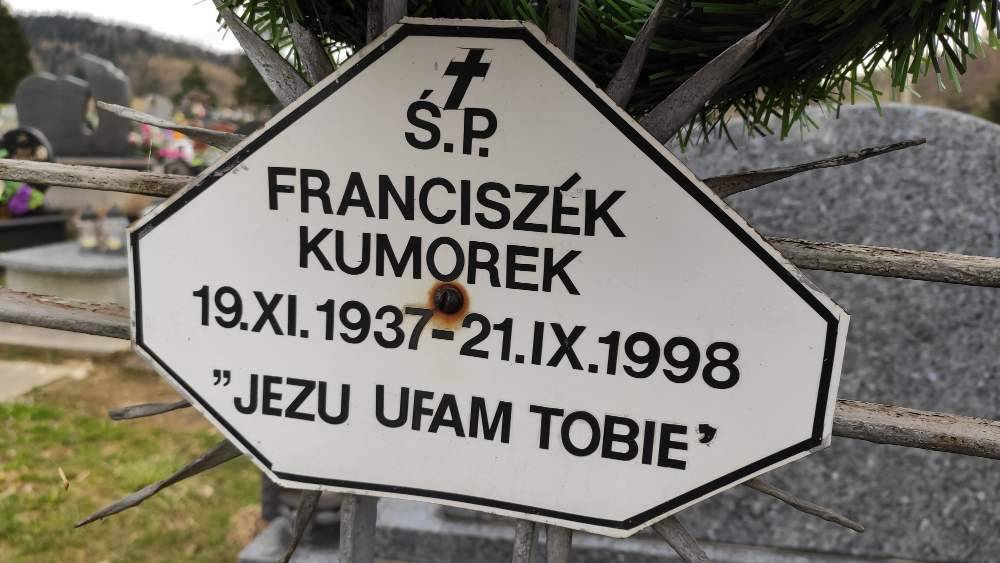 Ś.P.
FRANCISZÉK
KUMOREK
19.XI.1937-21.IX.1998
”JEZU UFAM TOBIE”